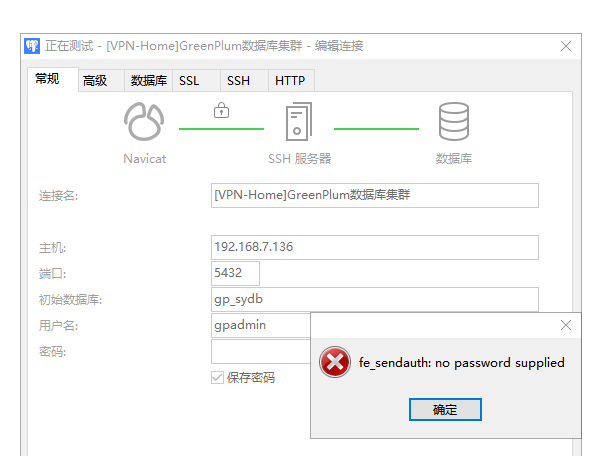 正在测试 - [VPN-Home]GreenPlum数据库集群 - 编辑连接
常规 高级 数据库 SSL SSH HTTP
Navicat SSH 服务器 数据库
连接名: [VPN-Home]GreenPlum数据库集群
主机: 192.168.7.136
端口: 5432
初始数据库: gp_sydb
用户名: gpadmin
密码:
保存密码
fe_sendauth: no password supplied
确定